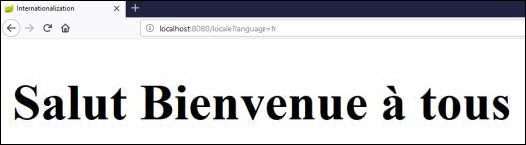 Internationalization
localhost:8080/locale?language=fr
Salut Bienvenue à tous